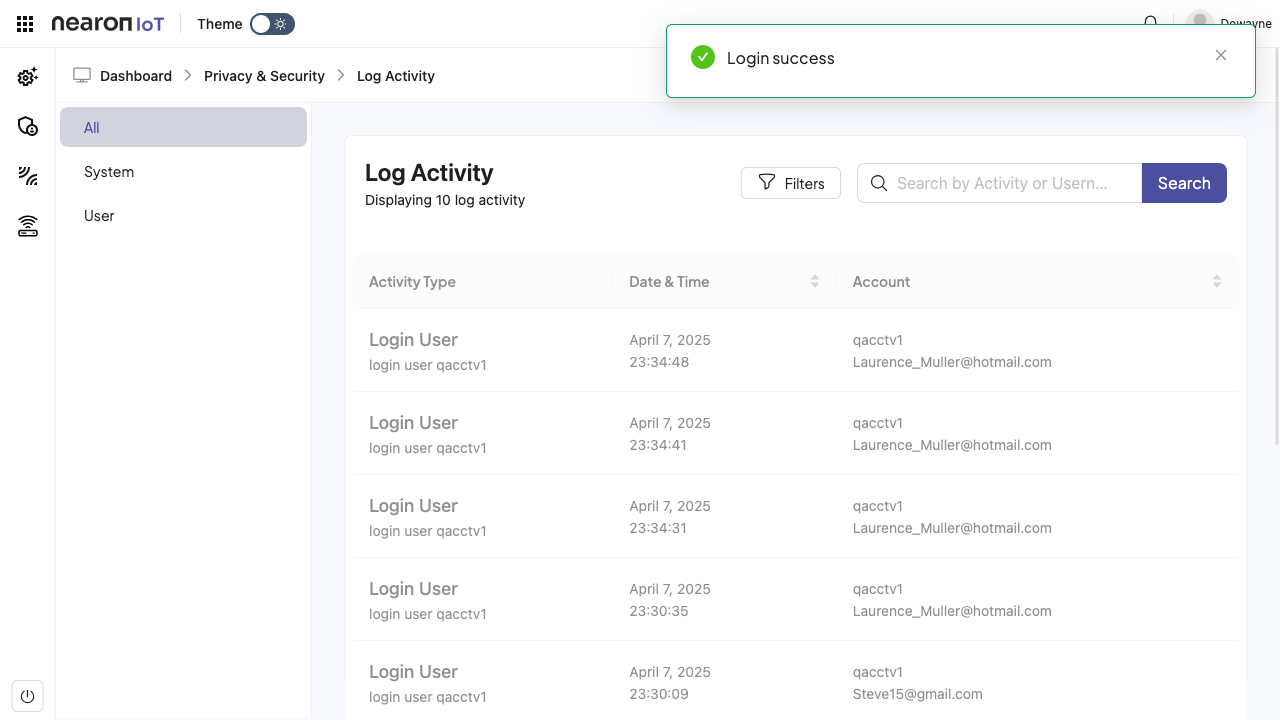 nearon IoT
Theme
Dewayne
Login success
Dashboard
Privacy & Security
Log Activity
All
System
User
Log Activity
Displaying 10 log activity
Filters
Search by Activity or Usern...
Search
Activity Type
Date & Time
Account
Login User
login user qacctv1
April 7, 2025
23:34:48
qacctv1
Laurence_Muller@hotmail.com
Login User
login user qacctv1
April 7, 2025
23:34:41
qacctv1
Laurence_Muller@hotmail.com
Login User
login user qacctv1
April 7, 2025
23:34:31
qacctv1
Laurence_Muller@hotmail.com
Login User
login user qacctv1
April 7, 2025
23:30:35
qacctv1
Laurence_Muller@hotmail.com
Login User
login user qacctv1
April 7, 2025
23:30:09
qacctv1
Steve15@gmail.com